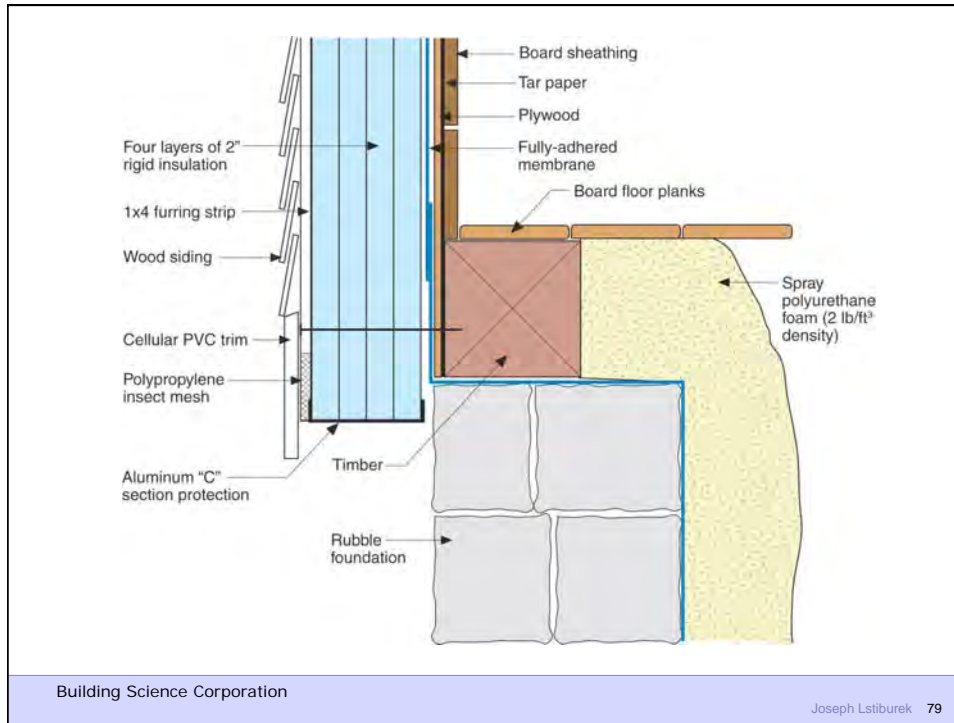 Board sheathing
Tar paper
Plywood
Fully-adhered
membrane
Board floor planks
Four layers of 2"
rigid insulation
1x4 furring strip
Wood siding
Cellular PVC trim
Polypropylene
insect mesh
Aluminum “C”
section protection
Timber
Rubble
foundation
Spray
polyurethane
foam (2 lb/ft³
density)
Building Science Corporation
Joseph Lstiburek 79